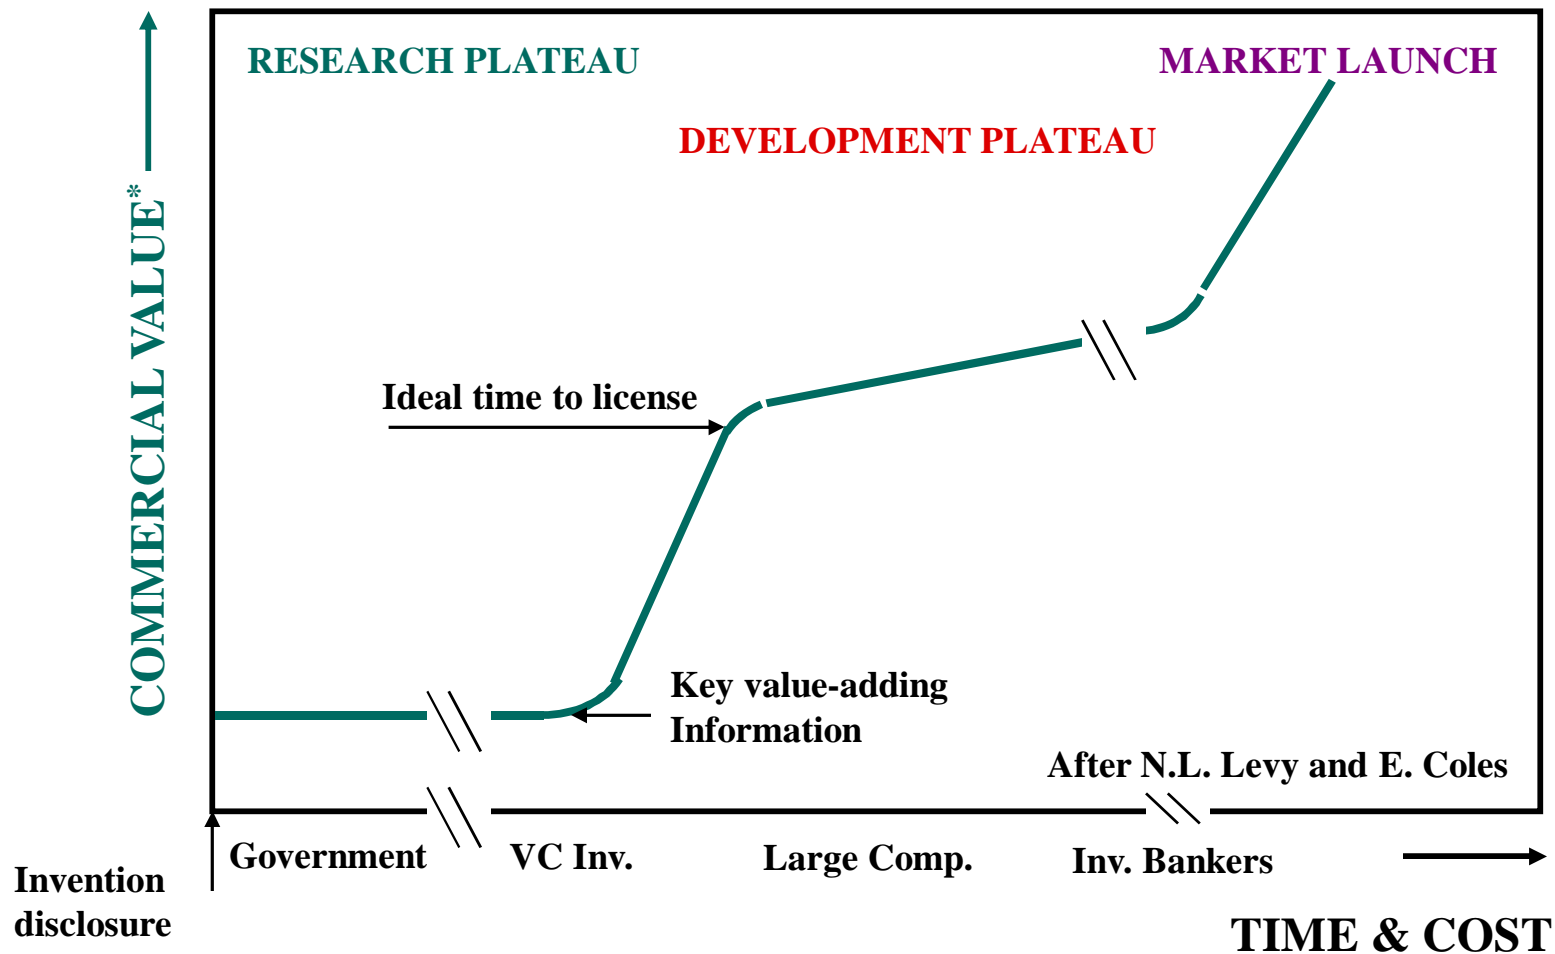 RESEARCH PLATEAU
MARKET LAUNCH
DEVELOPMENT PLATEAU
COMMERCIAL VALUE*
Ideal time to license
Key value-adding
Information
After N.L. Levy and E. Coles
Government
VC Inv.
Large Comp.
Inv. Bankers
Invention
disclosure
TIME & COST